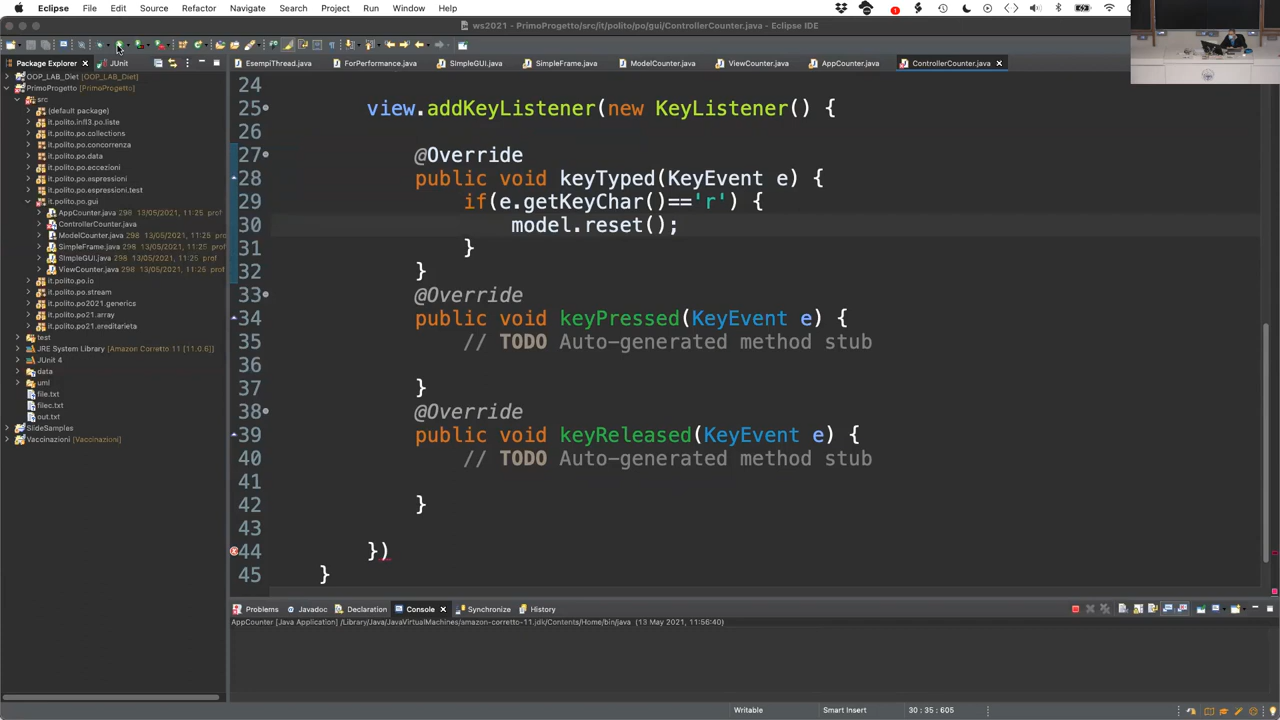 Eclipse File Edit Source Refactor Navigate Search Project Run Window Help
ws2021 - PrimoProgetto/src/it/polito/po/gui/ControllerCounter.java - Eclipse IDE
Package Explorer JUnit
EsempiThread.java ForPerformance.java SImpleGUI.java SimpleFrame.java ModelCounter.java ViewCounter.java AppCounter.java ControllerCounter.java
OOP_LAB_Diet [OOP_LAB_Diet]
PrimoProgetto
src
(default package)
it.polito.infl3.po.liste
it.polito.po.collections
it.polito.po.concorrenza
it.polito.po.data
it.polito.po.eccezioni
it.polito.po.espressioni
it.polito.po.espressioni.test
it.polito.po.gui
AppCounter.java 298 13/05/2021, 11:25 prof
ControllerCounter.java
ModelCounter.java 298 13/05/2021, 11:25 prof
SimpleFrame.java 298 13/05/2021, 11:25 prof
SImpleGUI.java 298 13/05/2021, 11:25 prof
ViewCounter.java 298 13/05/2021, 11:25 prof
it.polito.po.io
it.polito.po.stream
it.polito.po2021.generics
it.polito.po21.array
it.polito.po21.ereditarieta
test
JRE System Library [Amazon Corretto 11 [11.0.6]]
JUnit 4
data
uml
file.txt
filec.txt
out.txt
SlideSamples
Vaccinazioni [Vaccinazioni]
24
25 view.addKeyListener(new KeyListener() {
26
27 @Override
28 public void keyTyped(KeyEvent e) {
29 if(e.getKeyChar()=='r') {
30 model.reset();
31 }
32 }
33 @Override
34 public void keyPressed(KeyEvent e) {
35 // TODO Auto-generated method stub
36
37 }
38 @Override
39 public void keyReleased(KeyEvent e) {
40 // TODO Auto-generated method stub
41
42 }
43
44 })
45 }
Problems Javadoc Declaration Console Synchronize History
AppCounter [Java Application] /Library/Java/JavaVirtualMachines/amazon-corretto-11.jdk/Contents/Home/bin/java (13 May 2021, 11:56:40)
Writable Smart Insert 30 : 35 : 605